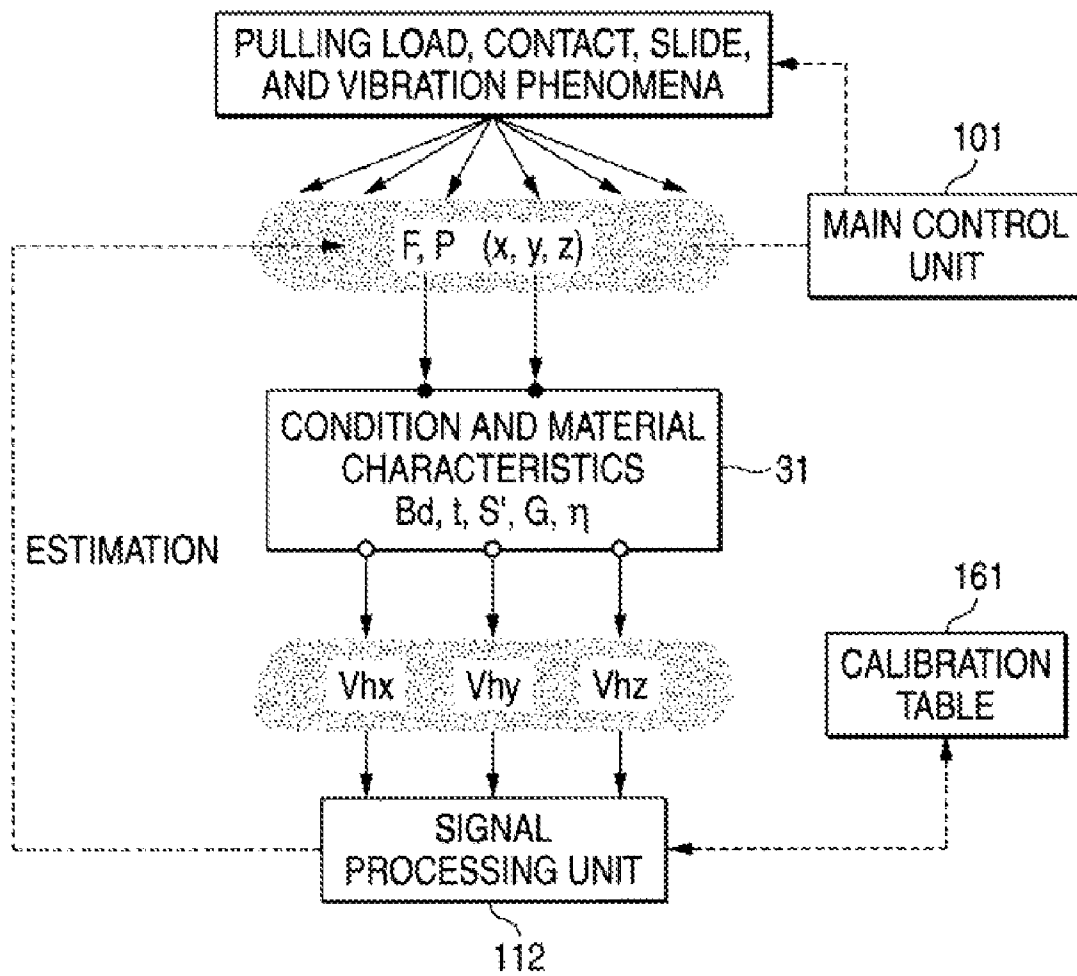 PULLING LOAD, CONTACT, SLIDE,
AND VIBRATION PHENOMENA
101
MAIN CONTROL
UNIT
F, P (x, y, z)
CONDITION AND MATERIAL
CHARACTERISTICS
Bd, t, S', G, η
31
ESTIMATION
161
CALIBRATION
TABLE
Vhx Vhy Vhz
SIGNAL
PROCESSING UNIT
112